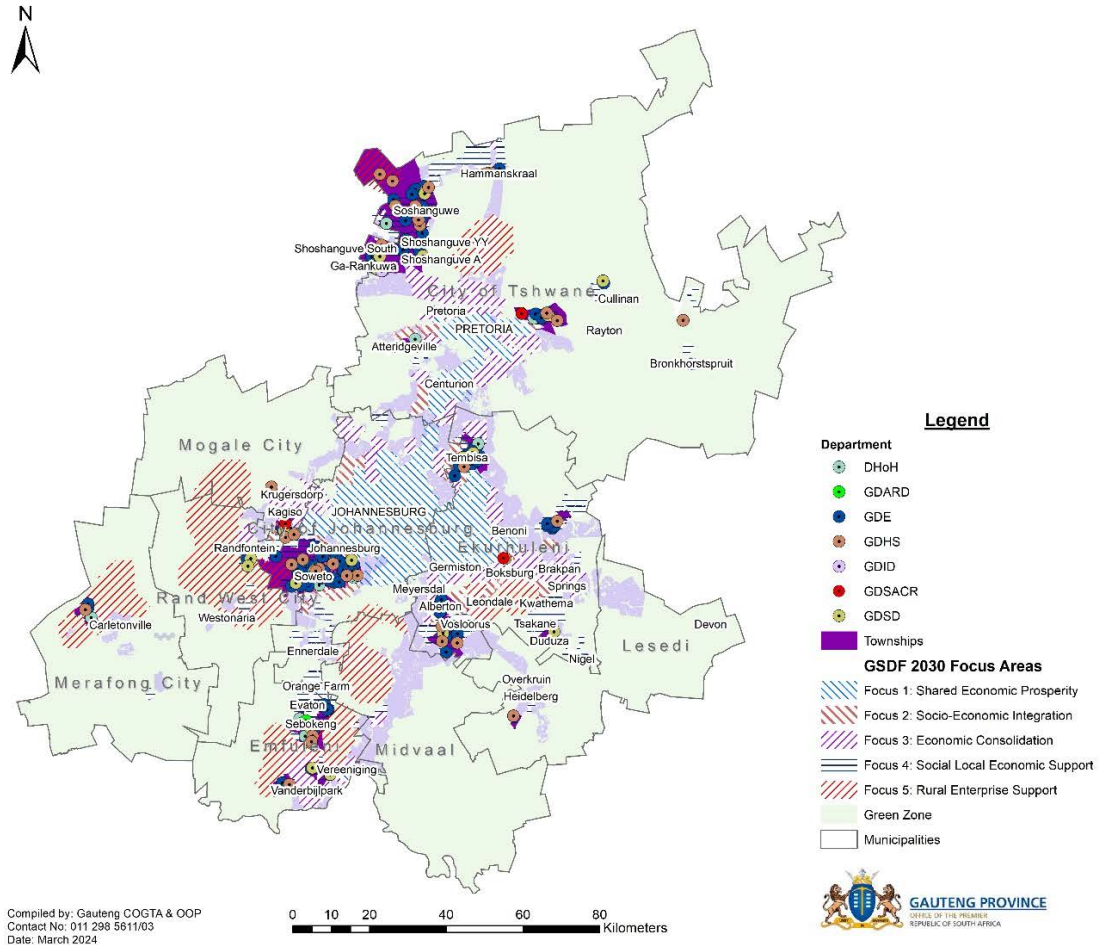 N
Hammanskraal
Soshanguwe
Shoshanguve YY
Shoshanguve South
Shoshanguve A
Ga-Rankuwa
City of Tshwane
Cullinan
Pretoria
PRETORIA
Rayton
Atteridgeville
Bronkhorstspruit
Centurion
Mogale City
Tembisa
Krugersdorp
Kagiso
JOHANNESBURG
City of Johannesburg
Benoni
Randfontein
Johannesburg
Ekurhuleni
Germiston
Boksburg
Brakpan
Soweto
Springs
Meyersdal
Rand West City
Alberton
Leondale
Kwathema
Westonaria
Carletonville
Vosloorus
Tsakane
Devon
Duduza
Lesedi
Ennerdale
Nigel
Merafong City
Orange Farm
Overkruin
Heidelberg
Evaton
Sebokeng
Emfuleni
Midvaal
Vereeniging
Vanderbijlpark
Legend
Department
DHoH
GDARD
GDE
GDHS
GDID
GDSACR
GDSD
Townships
GSDF 2030 Focus Areas
Focus 1: Shared Economic Prosperity
Focus 2: Socio-Economic Integration
Focus 3: Economic Consolidation
Focus 4: Social Local Economic Support
Focus 5: Rural Enterprise Support
Green Zone
Municipalities
GAUTENG PROVINCE
OFFICE OF THE PREMIER
REPUBLIC OF SOUTH AFRICA
Compiled by: Gauteng COGTA & OOP
Contact No: 011 298 5611/03
Date: March 2024
0 10 20 40 60 80
Kilometers